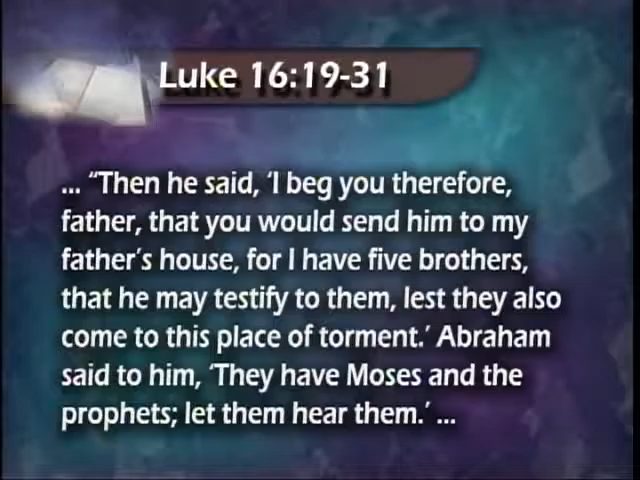 Luke 16:19-31
... “Then he said, ‘I beg you therefore,
father, that you would send him to my
father’s house, for I have five brothers,
that he may testify to them, lest they also
come to this place of torment.’ Abraham
said to him, ‘They have Moses and the
prophets; let them hear them.’ ...